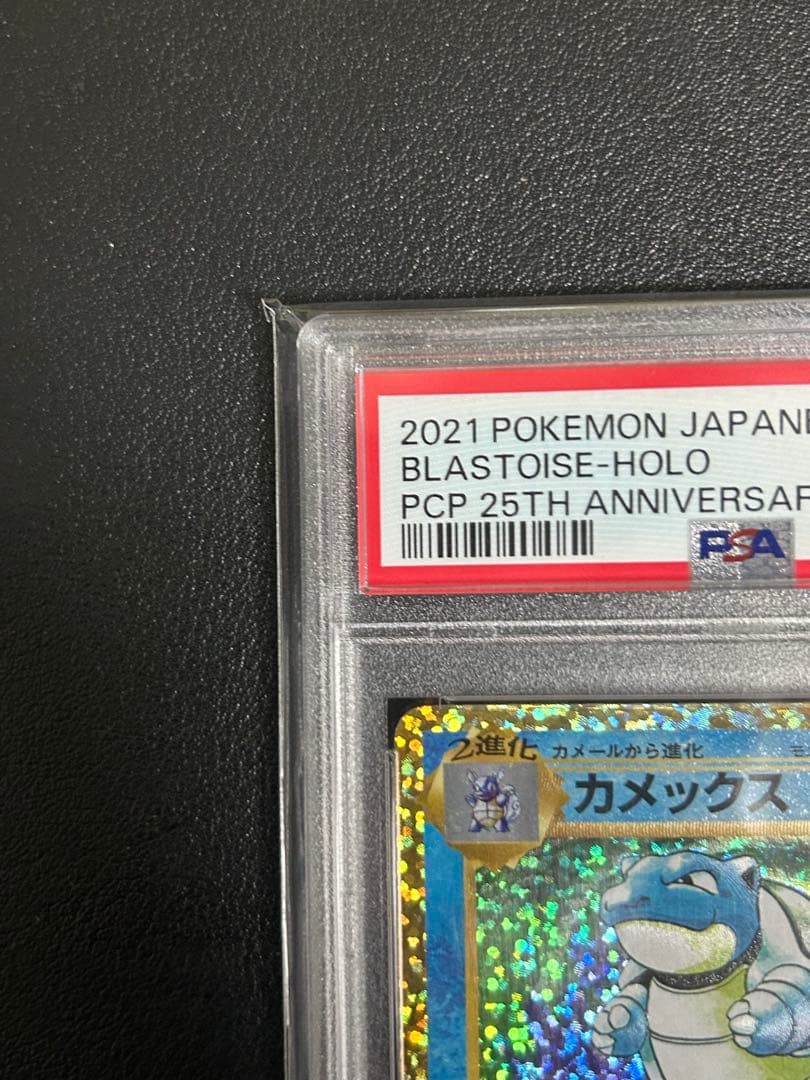 2021 POKEMON JAPANE
BLASTOISE-HOLO
PCP 25TH ANNIVERSAR
PSA
2進化 カメールから進化
カメックス